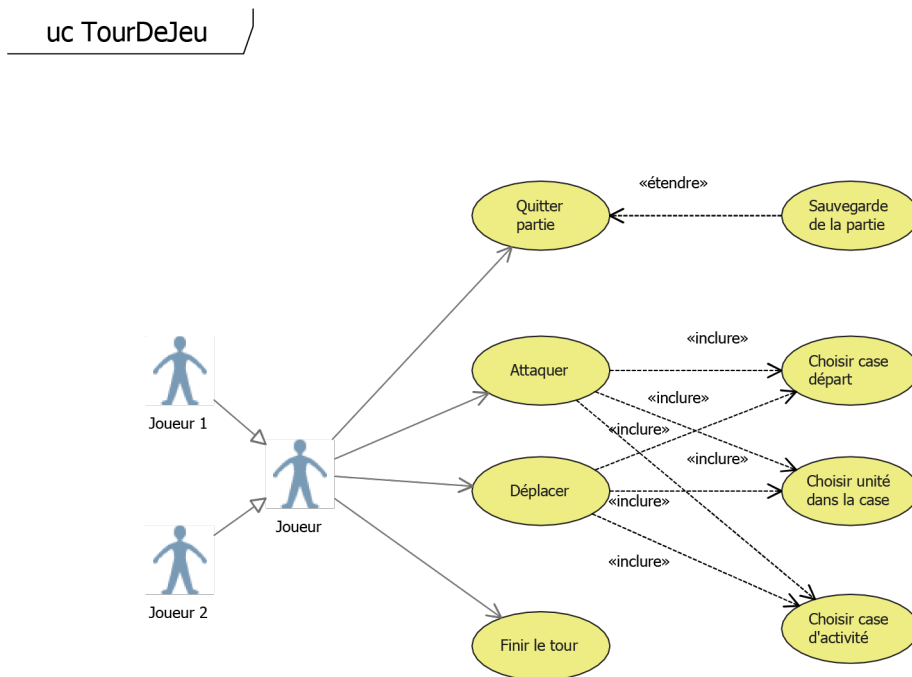 uc TourDeJeu
«étendre»
Quitter
partie
Sauvegarde
de la partie
«inclure»
Attaquer
Choisir case
départ
«inclure»
Joueur 1
«inclure»
«inclure»
Déplacer
Choisir unité
dans la case
«inclure»
Joueur
«inclure»
Joueur 2
Choisir case
d'activité
Finir le tour